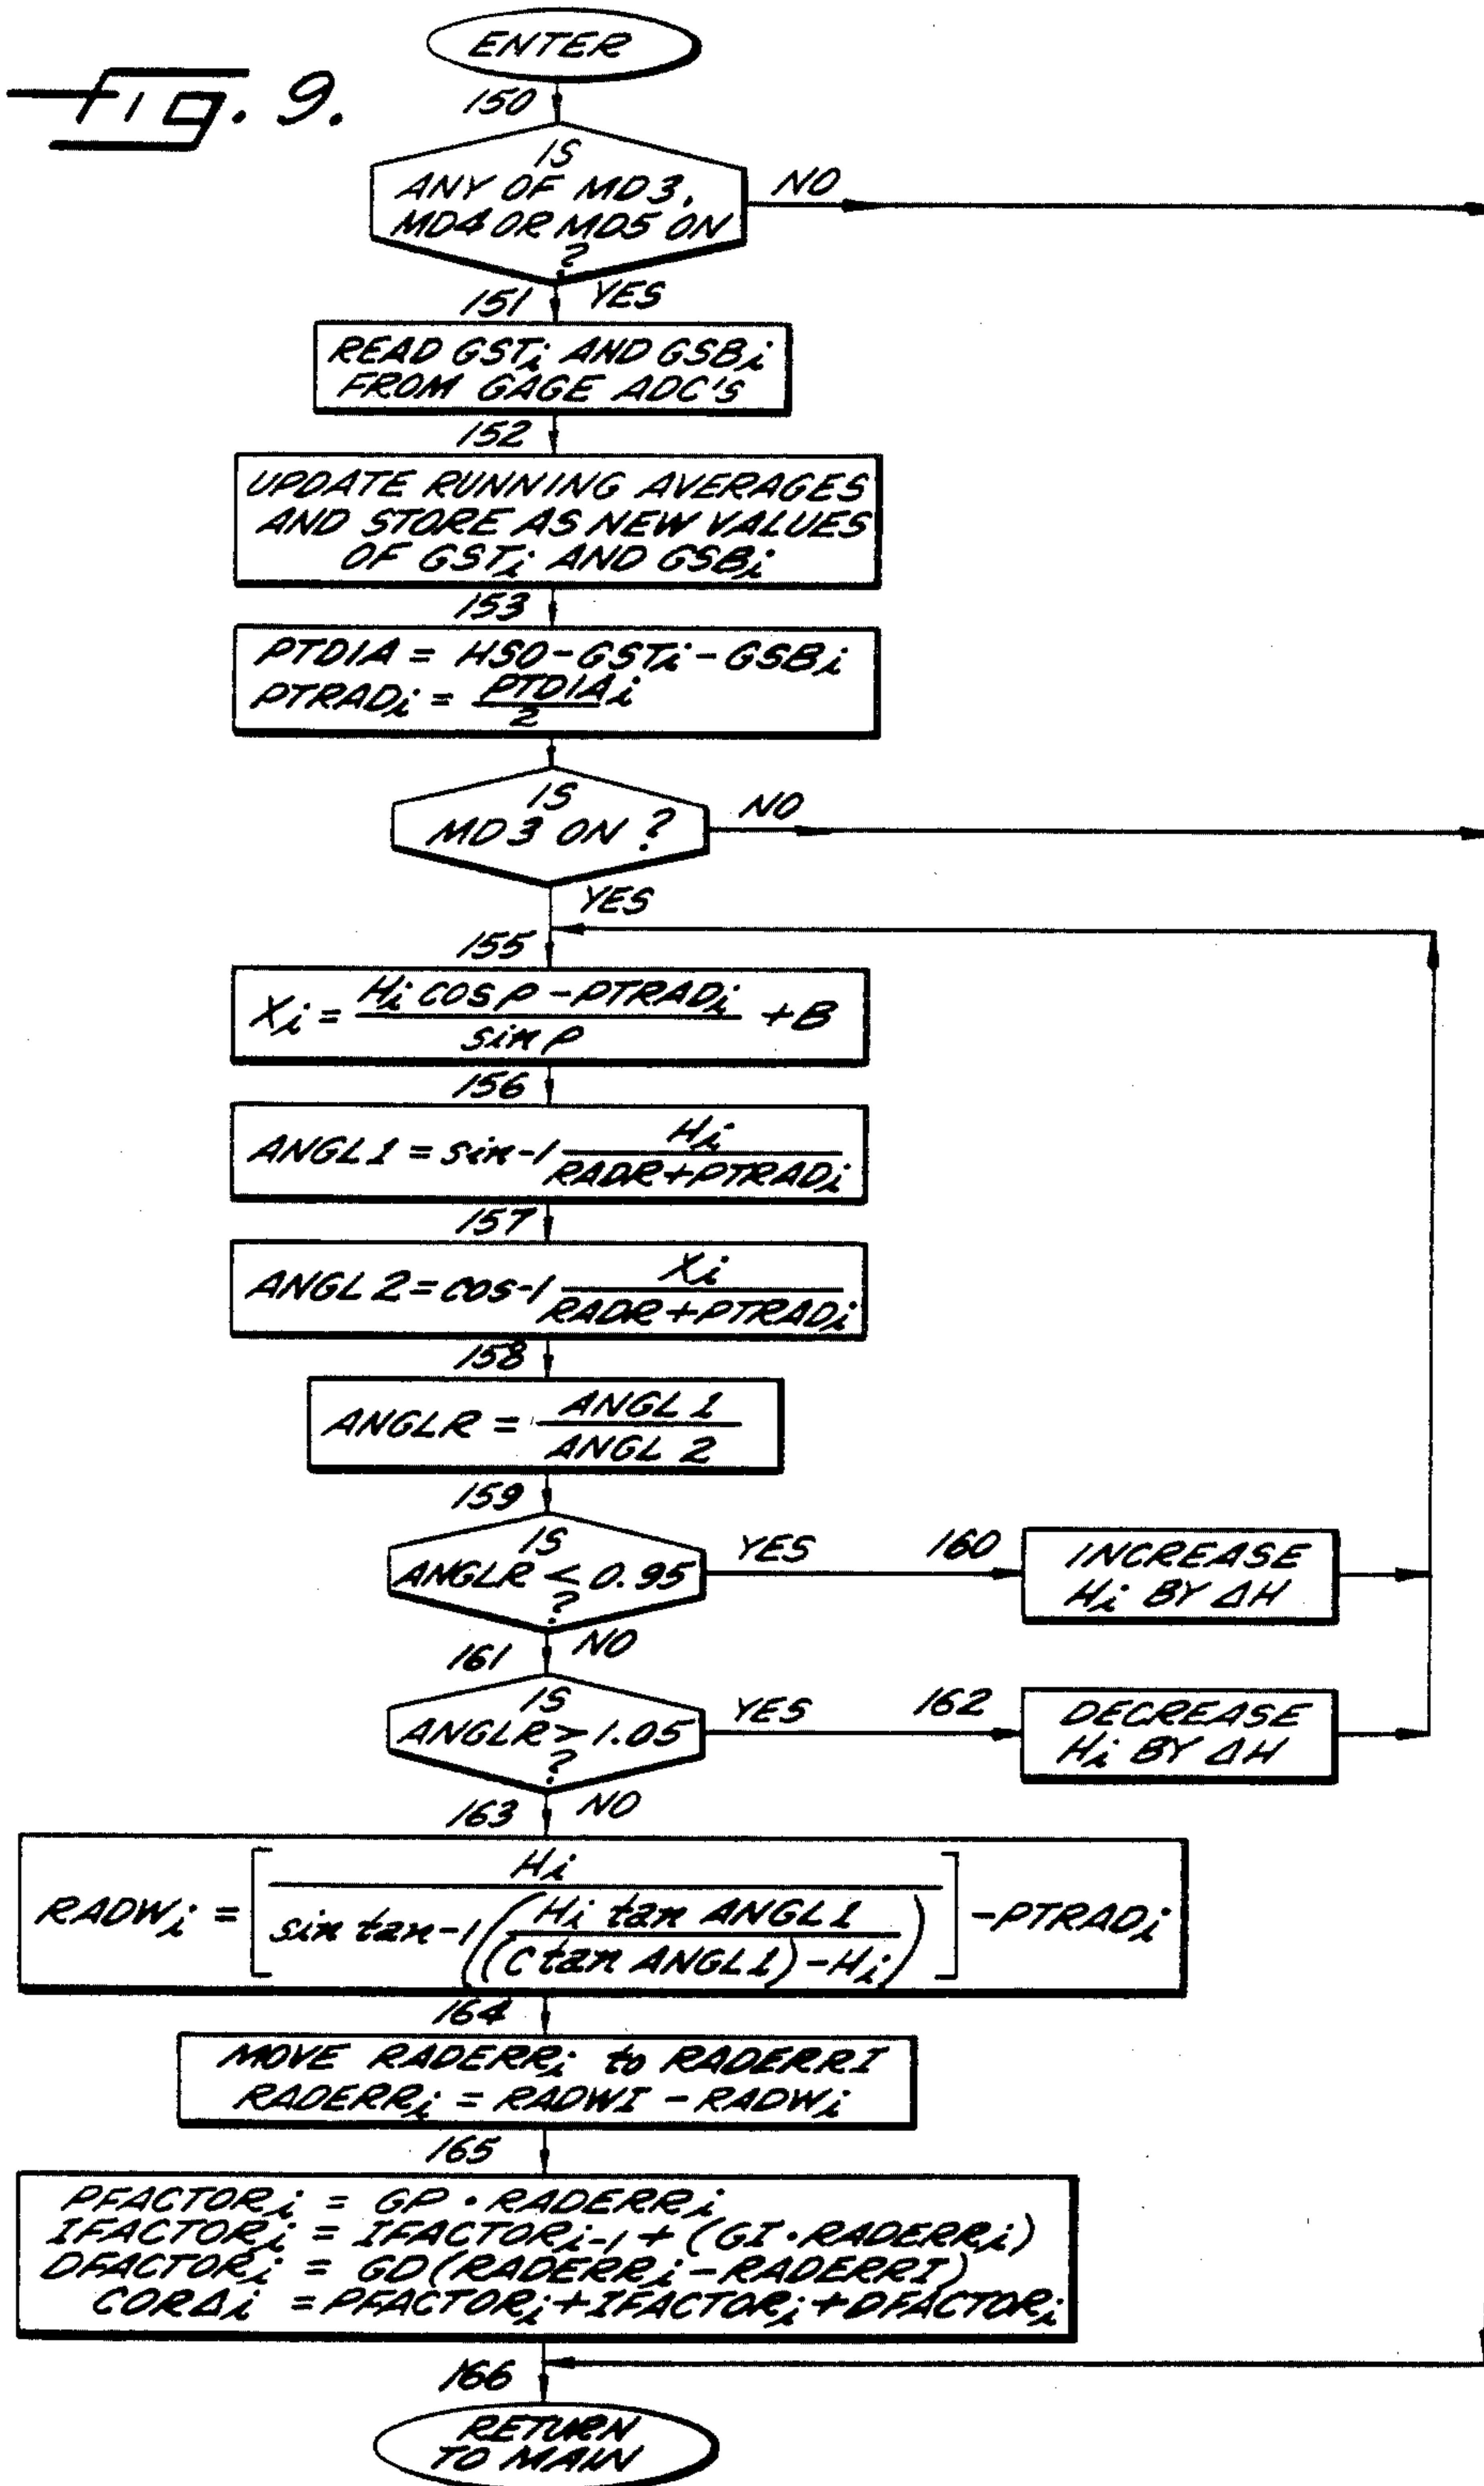 Fig. 9.
ENTER
150
IS
ANY OF MD3,
MD4 OR MD5 ON
?
NO
151
YES
READ GSTi AND GSBi
FROM GAGE ADC'S
152
UPDATE RUNNING AVERAGES
AND STORE AS NEW VALUES
OF GSTi AND GSBi
153
PTDIA = HSO-GSTi-GSBi
PTRADi = PTDIAi / 2
IS
MD3 ON ?
NO
YES
155
Xi = Hi cos ρ - PTRADi / sin ρ + B
156
ANGL1 = sin-1 Hi / RADR+PTRADi
157
ANGL 2 = cos-1 Xi / RADR+PTRADi
158
ANGLR = ANGL 1 / ANGL 2
159
IS
ANGLR < 0.95
?
YES
160
INCREASE
Hi BY ΔH
161
NO
IS
ANGLR > 1.05
?
YES
162
DECREASE
Hi BY ΔH
163
NO
RADWi = [ Hi / sin tan-1 ( Hi tan ANGL1 / (C tan ANGL1) - Hi ) ] - PTRADi
164
MOVE RADERRi to RADERRI
RADERRi = RADWI - RADWi
165
PFACTORi = GP · RADERRi
IFACTORi = IFACTORi-1 + (GI · RADERRi)
DFACTORi = GD(RADERRi - RADERRI)
CORΔi = PFACTORi + IFACTORi + DFACTORi
166
RETURN
TO MAIN